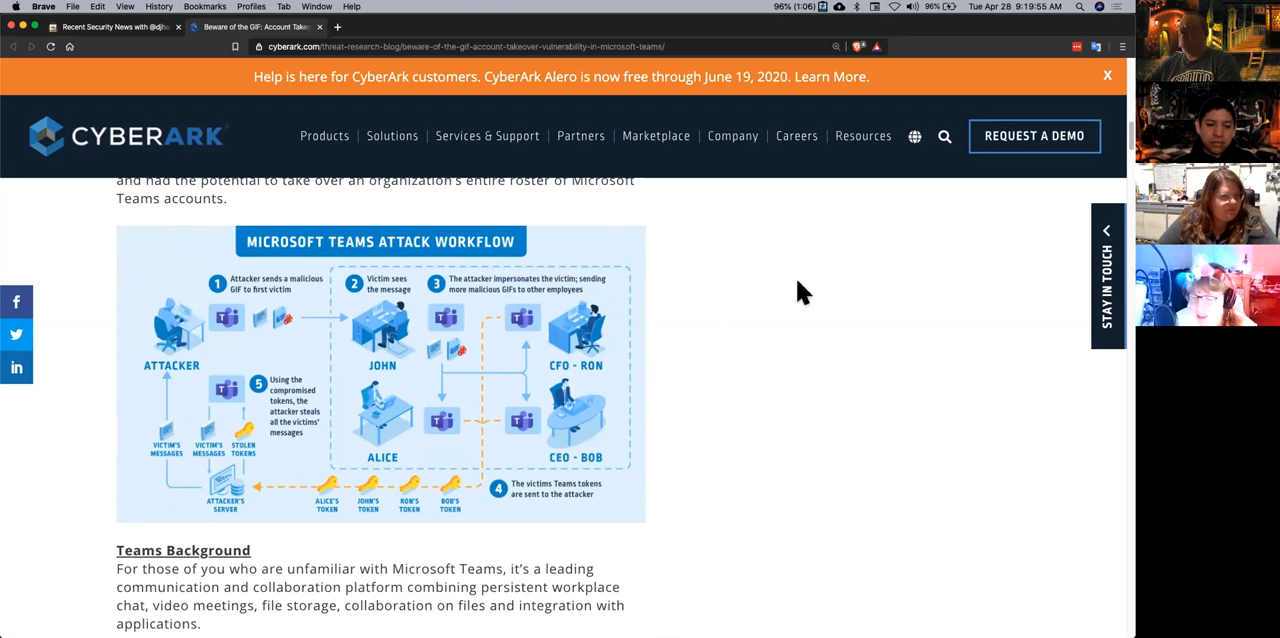 Brave File Edit View History Bookmarks Profiles Tab Window Help 96% (1:06) 96% Tue Apr 28 9:19:55 AM
Recent Security News with @djha Beware of the GIF: Account Take
cyberark.com/threat-research-blog/beware-of-the-gif-account-takeover-vulnerability-in-microsoft-teams/
Help is here for CyberArk customers. CyberArk Alero is now free through June 19, 2020. Learn More. X
CYBERARK
Products Solutions Services & Support Partners Marketplace Company Careers Resources REQUEST A DEMO
and had the potential to take over an organization's entire roster of Microsoft
Teams accounts.
MICROSOFT TEAMS ATTACK WORKFLOW
1 Attacker sends a malicious
GIF to first victim
2 Victim sees
the message
3 The attacker impersonates the victim; sending
more malicious GIFs to other employees
ATTACKER
JOHN
CFO - RON
5 Using the
compromised
tokens, the
attacker steals
all the victims'
messages
VICTIM'S
MESSAGES
VICTIM'S
MESSAGES
STOLEN
TOKENS
ALICE
CEO - BOB
ATTACKER'S
SERVER
ALICE'S
TOKEN
JOHN'S
TOKEN
RON'S
TOKEN
BOB'S
TOKEN
4 The victims Teams tokens
are sent to the attacker
STAY IN TOUCH
Teams Background
For those of you who are unfamiliar with Microsoft Teams, it's a leading
communication and collaboration platform combining persistent workplace
chat, video meetings, file storage, collaboration on files and integration with
applications.